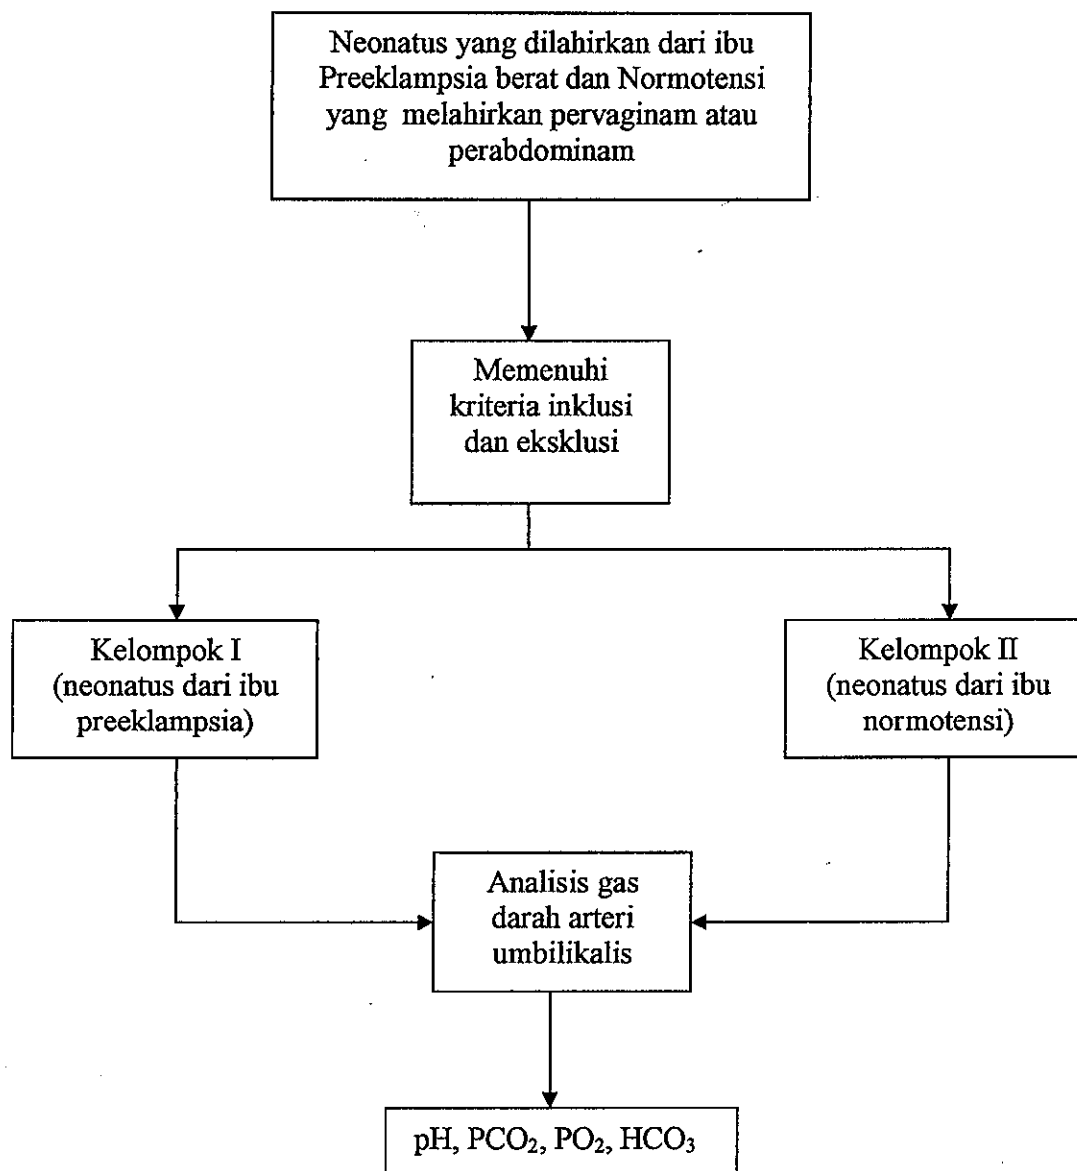 Neonatus yang dilahirkan dari ibu
Preeklampsia berat dan Normotensi
yang melahirkan pervaginam atau
perabdominam
Memenuhi
kriteria inklusi
dan eksklusi
Kelompok I
(neonatus dari ibu
preeklampsia)
Kelompok II
(neonatus dari ibu
normotensi)
Analisis gas
darah arteri
umbilikalis
pH, PCO₂, PO₂, HCO₃